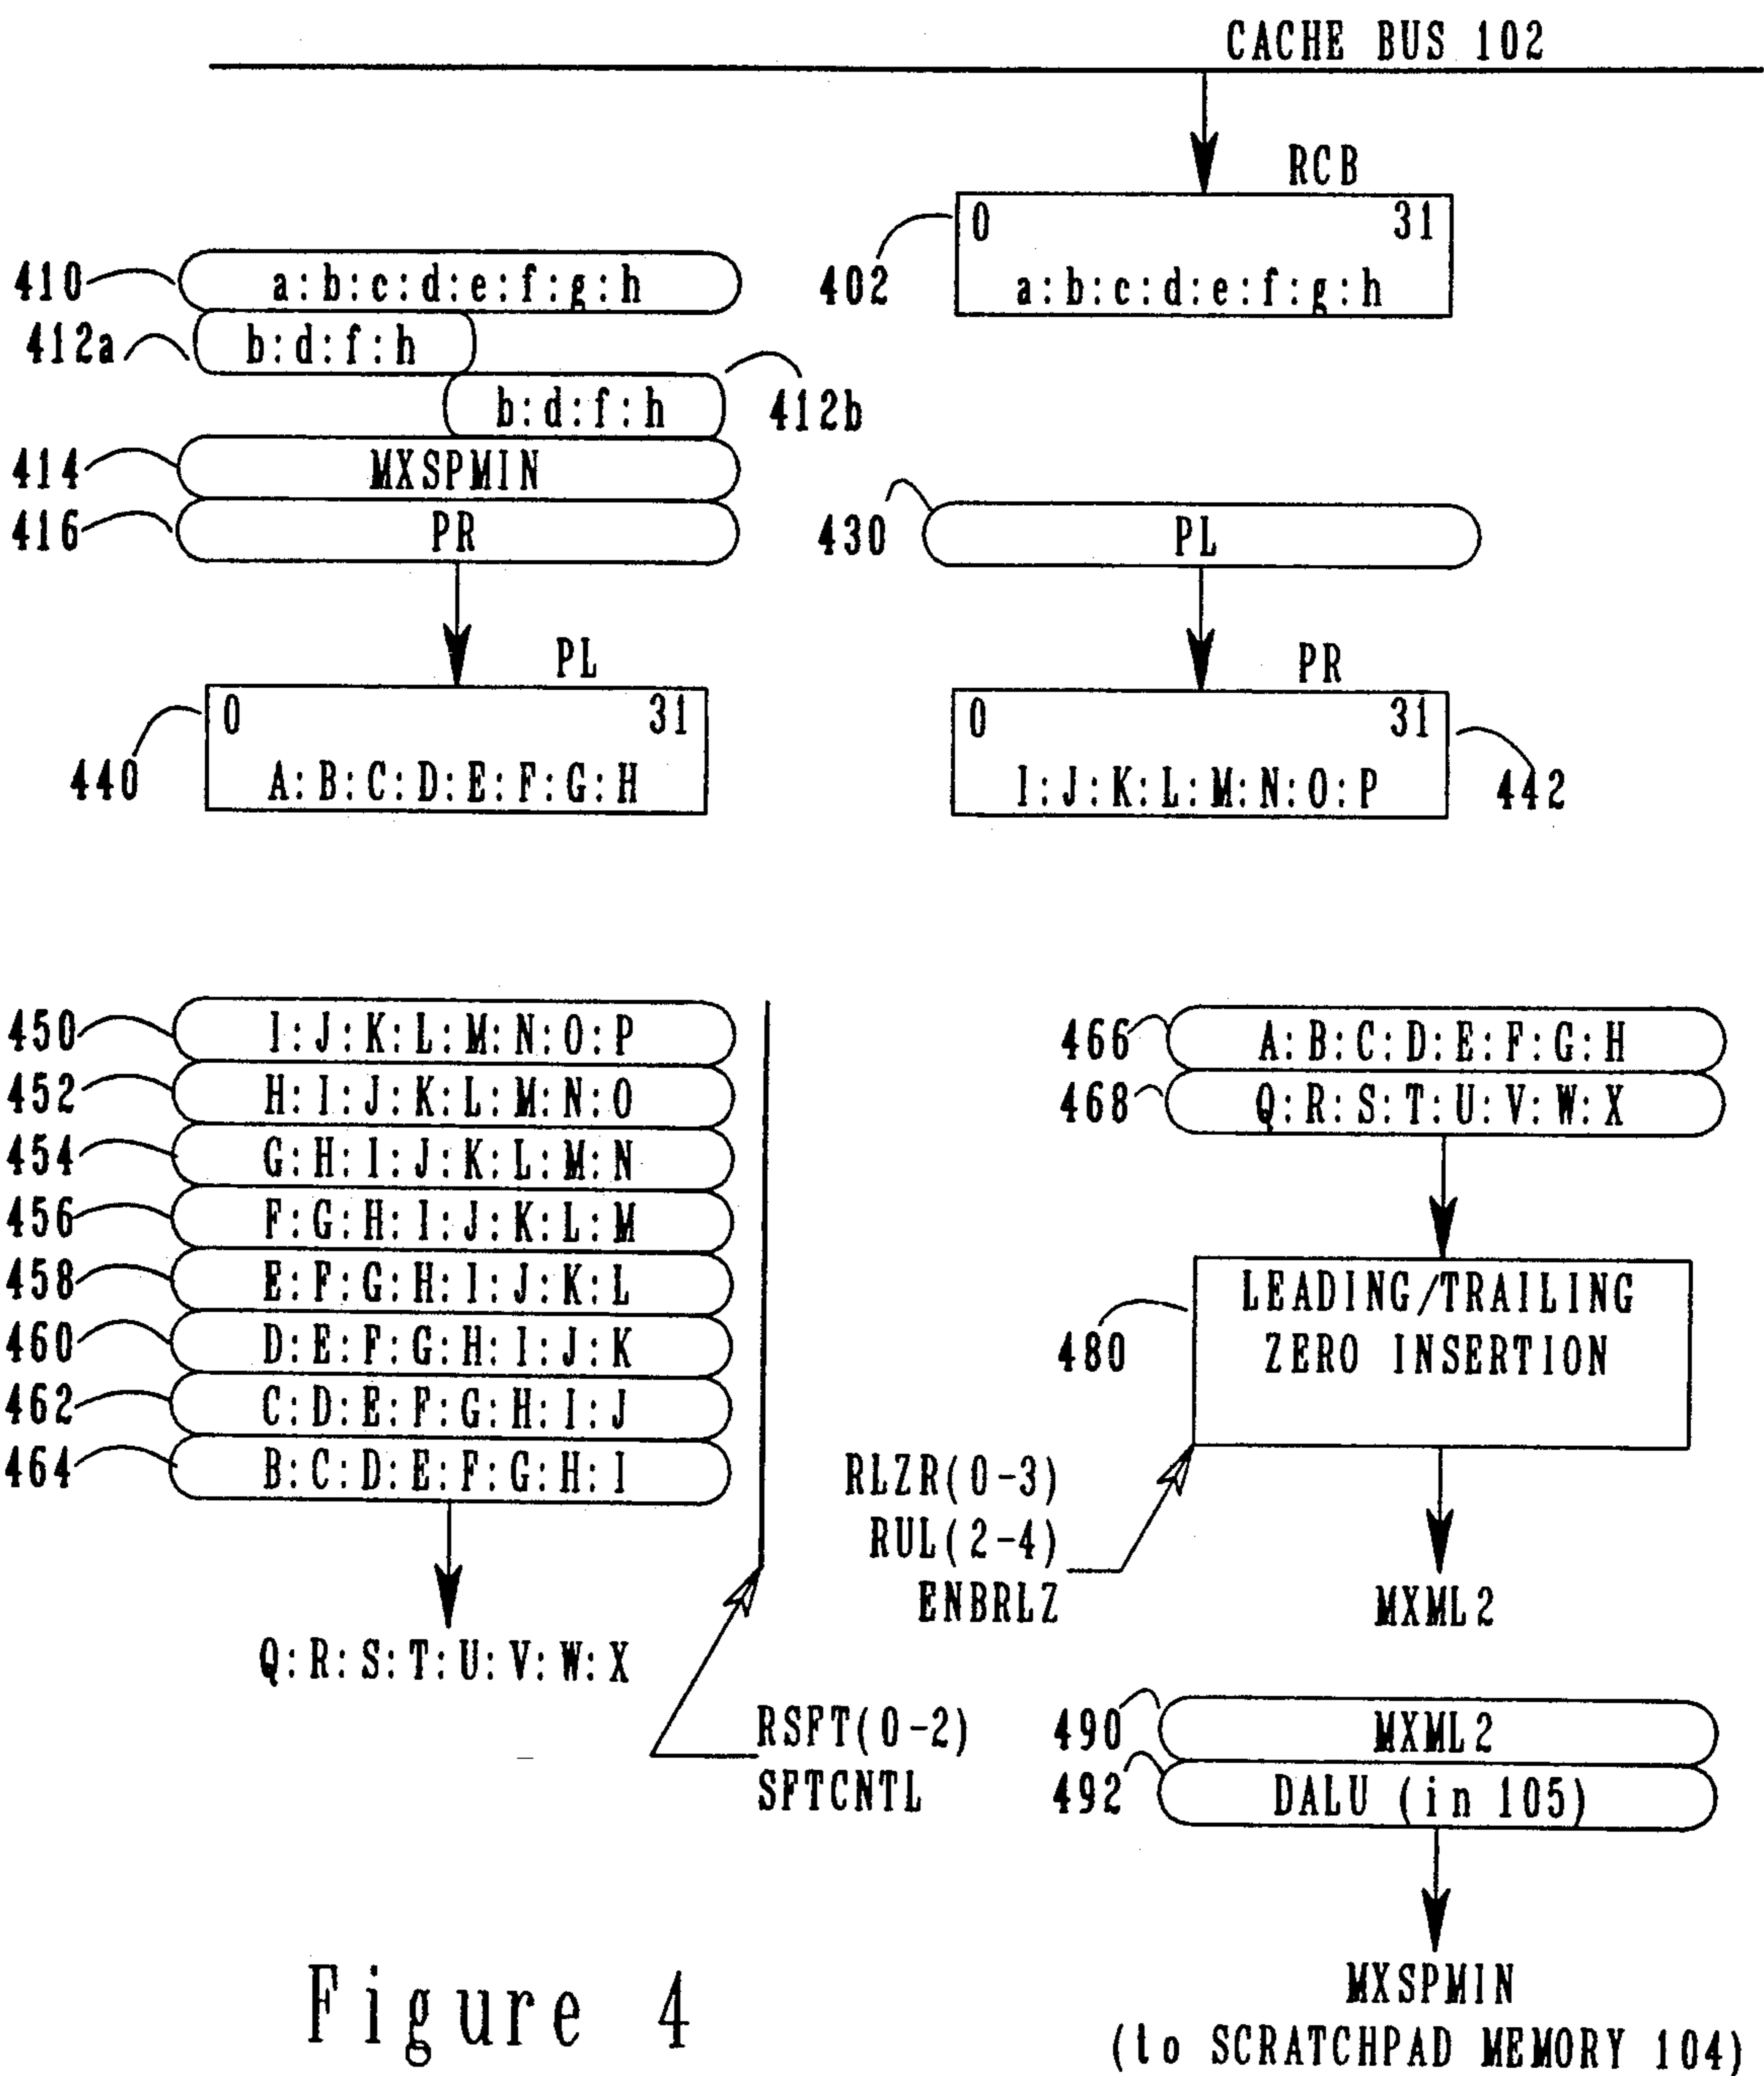 CACHE BUS 102
RCB
0 31
402
a:b:c:d:e:f:g:h
410
a:b:c:d:e:f:g:h
412a
b:d:f:h
b:d:f:h
412b
414
MXSPMIN
416
PR
430
PL
PL
0 31
440
A:B:C:D:E:F:G:H
PR
0 31
I:J:K:L:M:N:O:P
442
450
I:J:K:L:M:N:O:P
452
H:I:J:K:L:M:N:O
454
G:H:I:J:K:L:M:N
456
F:G:H:I:J:K:L:M
458
E:F:G:H:I:J:K:L
460
D:E:F:G:H:I:J:K
462
C:D:E:F:G:H:I:J
464
B:C:D:E:F:G:H:I
Q:R:S:T:U:V:W:X
RSFT(0-2)
SFTCNTL
466
A:B:C:D:E:F:G:H
468
Q:R:S:T:U:V:W:X
480
LEADING/TRAILING
ZERO INSERTION
RLZR(0-3)
RUL(2-4)
ENBRLZ
MXML2
490
MXML2
492
DALU (in 105)
MXSPMIN
(to SCRATCHPAD MEMORY 104)
Figure 4